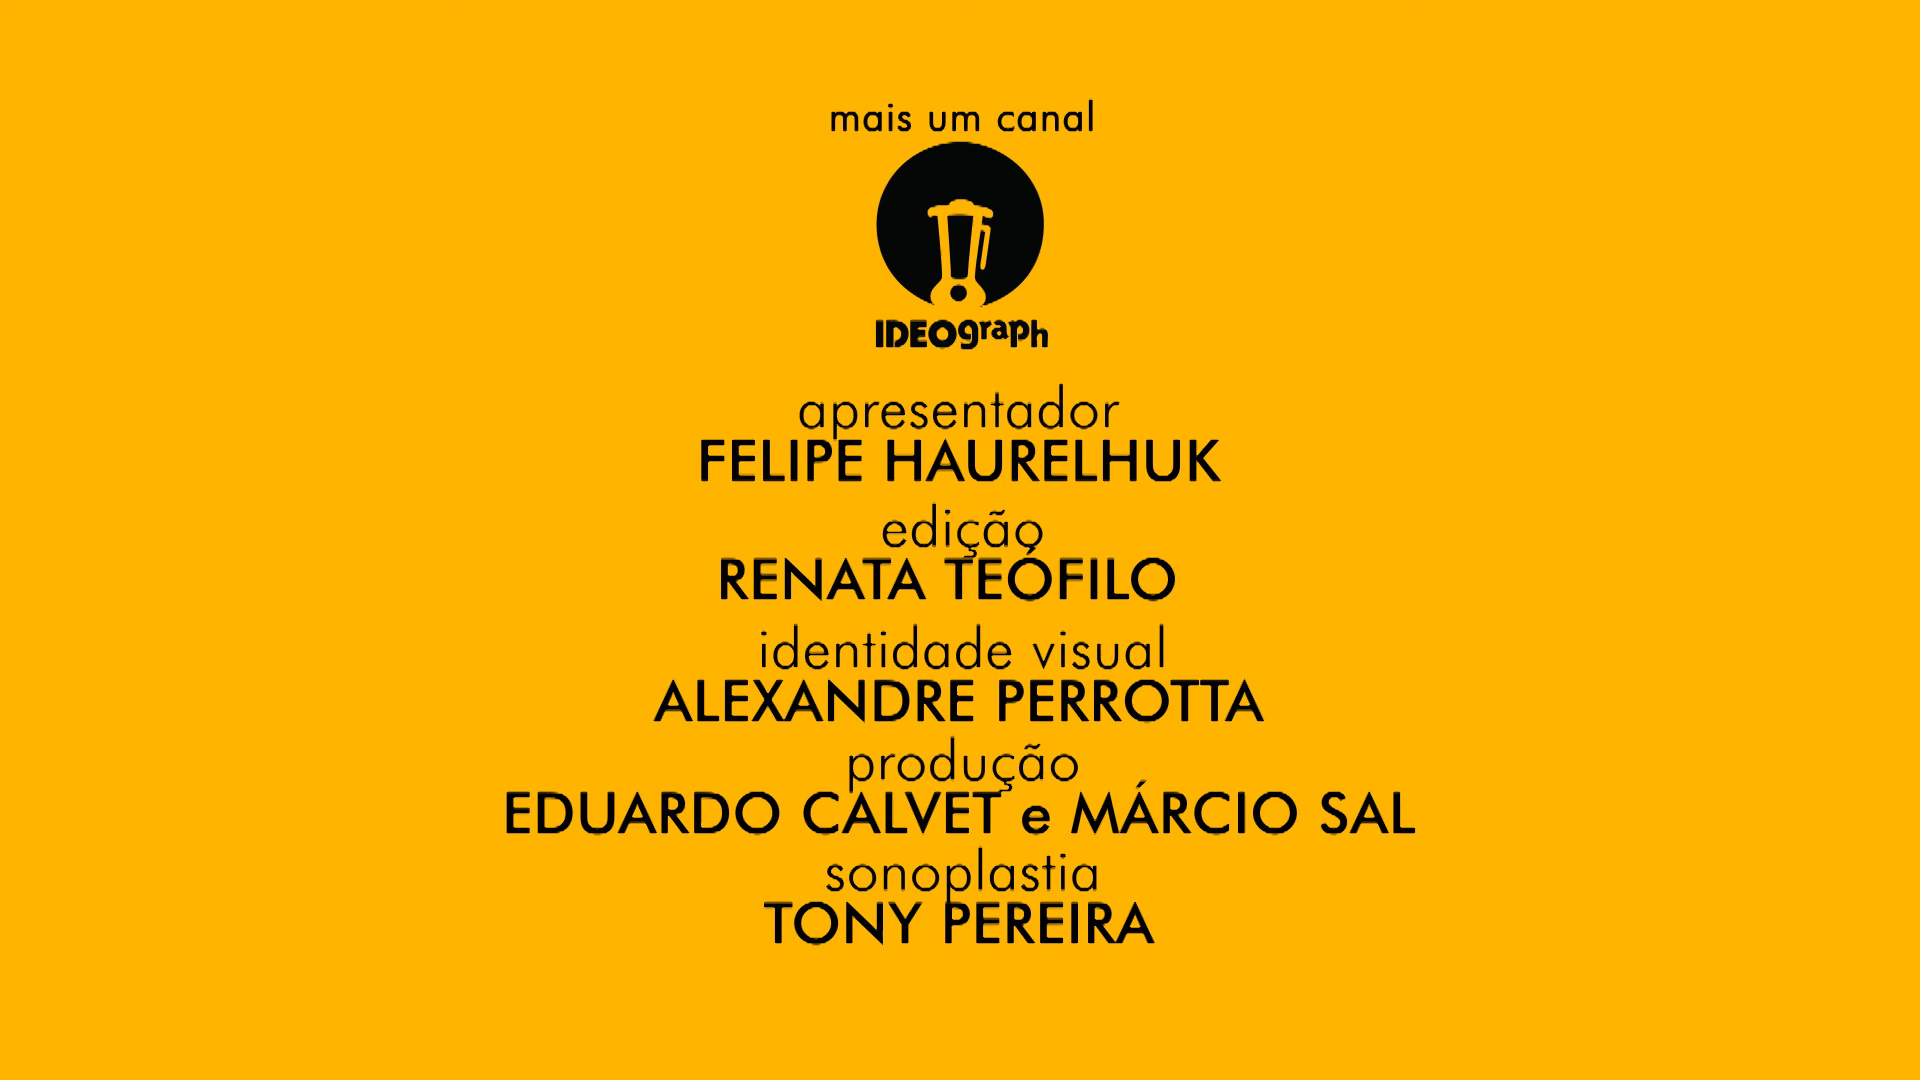 mais um canal
IDEOgraph
apresentador
FELIPE HAURELHUK
edição
RENATA TEÓFILO
identidade visual
ALEXANDRE PERROTTA
produção
EDUARDO CALVET e MÁRCIO SAL
sonoplastia
TONY PEREIRA